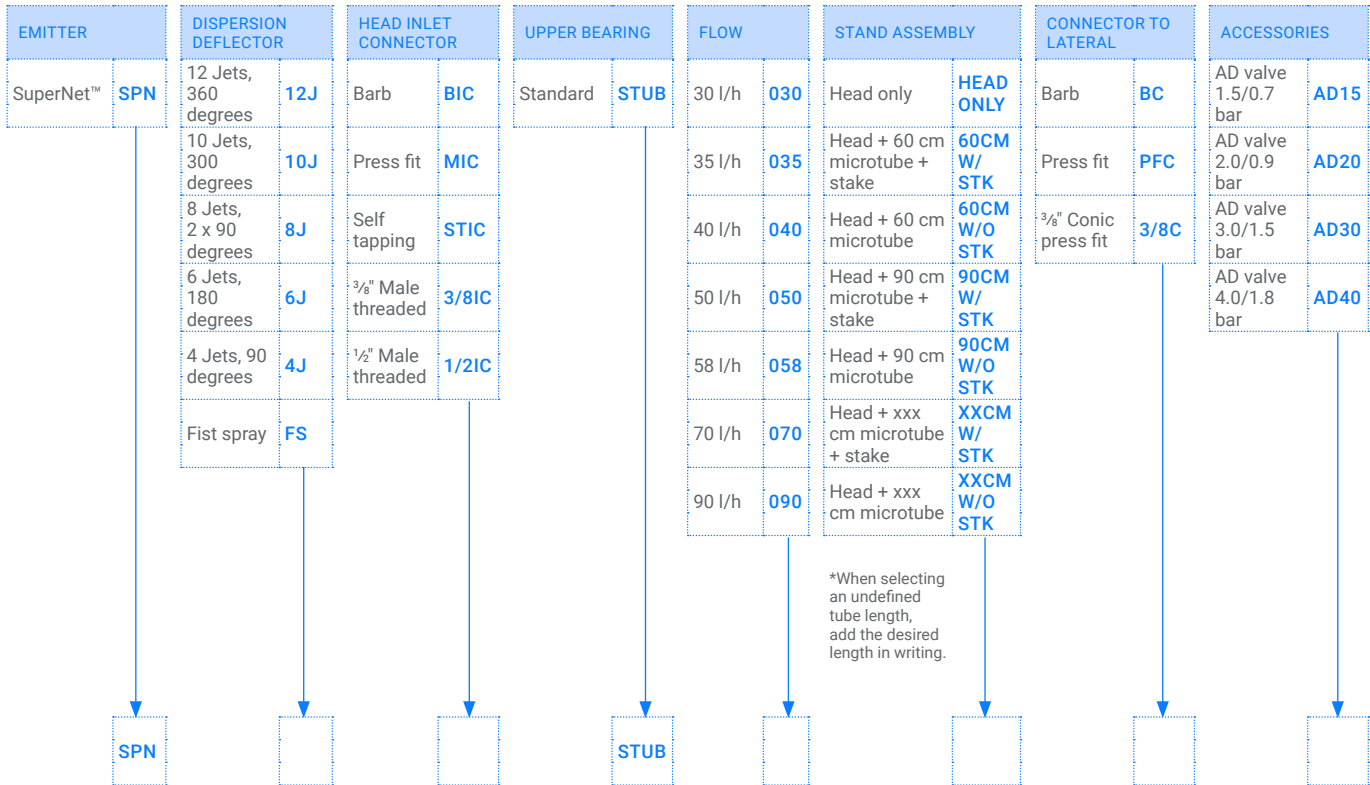 EMITTER
SuperNet™
SPN
DISPERSION
DEFLECTOR
12 Jets,
360
degrees
12J
10 Jets,
300
degrees
10J
8 Jets,
2 x 90
degrees
8J
6 Jets,
180
degrees
6J
4 Jets, 90
degrees
4J
Fist spray
FS
HEAD INLET
CONNECTOR
Barb
BIC
Press fit
MIC
Self
tapping
STIC
⅜" Male
threaded
3/8IC
½" Male
threaded
1/2IC
UPPER BEARING
Standard
STUB
FLOW
30 l/h
030
35 l/h
035
40 l/h
040
50 l/h
050
58 l/h
058
70 l/h
070
90 l/h
090
STAND ASSEMBLY
Head only
HEAD
ONLY
Head + 60 cm
microtube +
stake
60CM
W/
STK
Head + 60 cm
microtube
60CM
W/O
STK
Head + 90 cm
microtube +
stake
90CM
W/
STK
Head + 90 cm
microtube
90CM
W/O
STK
Head + xxx
cm microtube
+ stake
XXCM
W/
STK
Head + xxx
cm microtube
XXCM
W/O
STK
*When selecting
an undefined
tube length,
add the desired
length in writing.
CONNECTOR TO
LATERAL
Barb
BC
Press fit
PFC
⅜" Conic
press fit
3/8C
ACCESSORIES
AD valve
1.5/0.7
bar
AD15
AD valve
2.0/0.9
bar
AD20
AD valve
3.0/1.5
bar
AD30
AD valve
4.0/1.8
bar
AD40
SPN
STUB